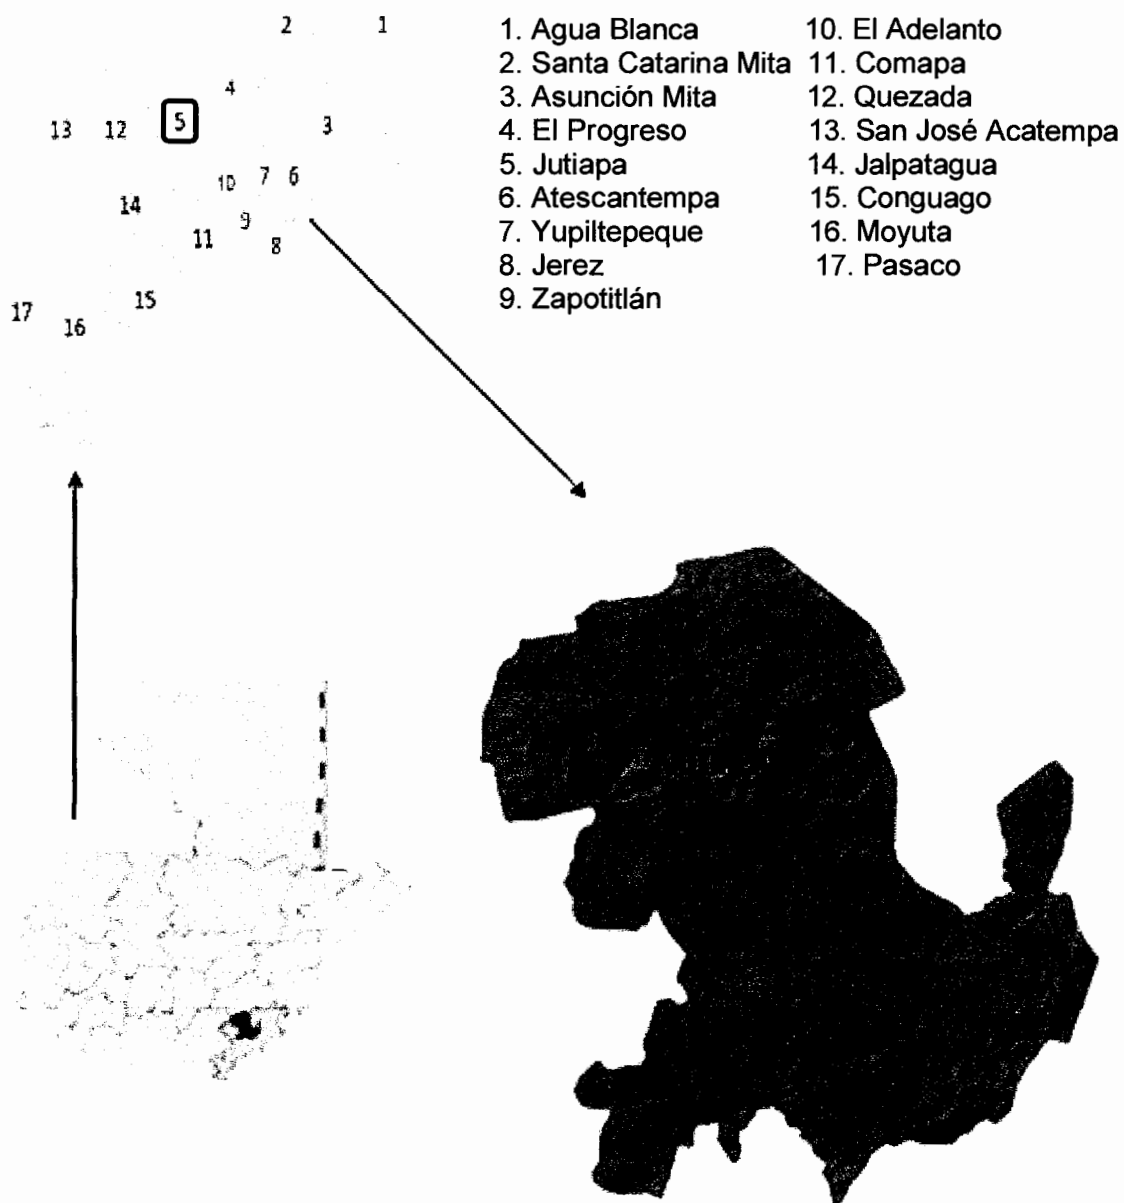 2 1
4
13 12 5 3
10 7 6
14
9
11 8
15
17
16
1. Agua Blanca
2. Santa Catarina Mita
3. Asunción Mita
4. El Progreso
5. Jutiapa
6. Atescantempa
7. Yupiltepeque
8. Jerez
9. Zapotitlán
10. El Adelanto
11. Comapa
12. Quezada
13. San José Acatempa
14. Jalpatagua
15. Conguago
16. Moyuta
17. Pasaco